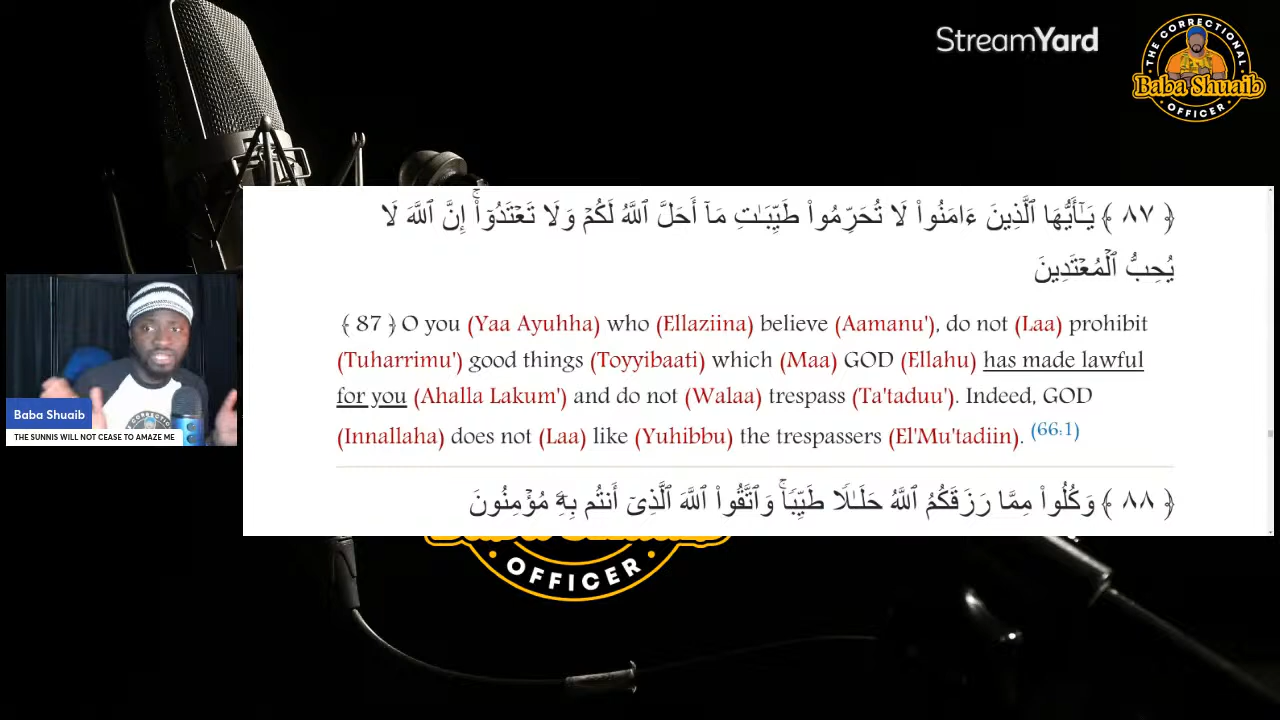 StreamYard
THE CORRECTIONAL
Baba Shuaib
OFFICER
﴿ ٨٧ ﴾ يَـٰٓأَيُّهَا ٱلَّذِينَ ءَامَنُوا۟ لَا تُحَرِّمُوا۟ طَيِّبَـٰتِ مَآ أَحَلَّ ٱللَّهُ لَكُمْ وَلَا تَعْتَدُوٓا۟ ۚ إِنَّ ٱللَّهَ لَا
يُحِبُّ ٱلْمُعْتَدِينَ
﴾ 87 ﴿ O you (Yaa Ayuhha) who (Ellaziina) believe (Aamanu'), do not (Laa) prohibit
(Tuharrimu') good things (Toyyibaati) which (Maa) GOD (Ellahu) has made lawful
for you (Ahalla Lakum') and do not (Walaa) trespass (Ta'taduu'). Indeed, GOD
(Innallaha) does not (Laa) like (Yuhibbu) the trespassers (El'Mu'tadiin). (66:1)
﴿ ٨٨ ﴾ وَكُلُوا۟ مِمَّا رَزَقَكُمُ ٱللَّهُ حَلَـٰلًا طَيِّبًا ۚ وَٱتَّقُوا۟ ٱللَّهَ ٱلَّذِىٓ أَنتُم بِهِۦ مُؤْمِنُونَ
Baba Shuaib
THE SUNNIS WILL NOT CEASE TO AMAZE ME
OFFICER